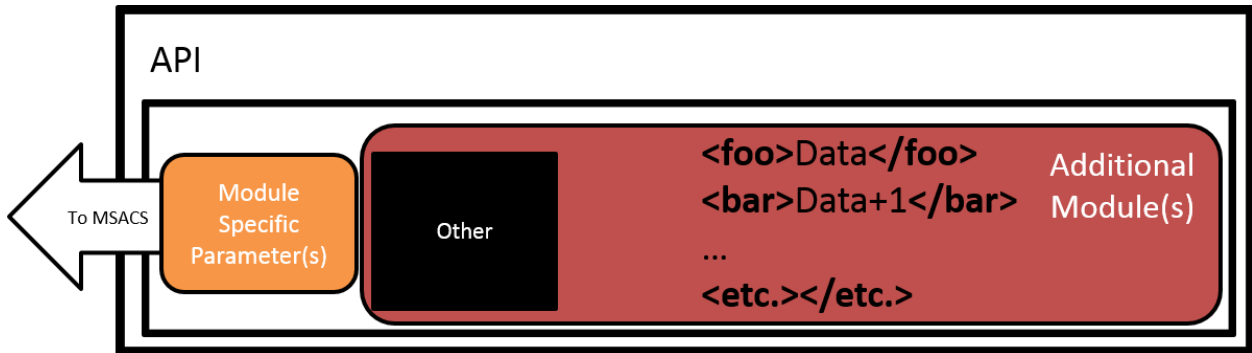 API
To MSACS
Module
Specific
Parameter(s)
Other
<foo>Data</foo>
<bar>Data+1</bar>
...
<etc.></etc.>
Additional
Module(s)